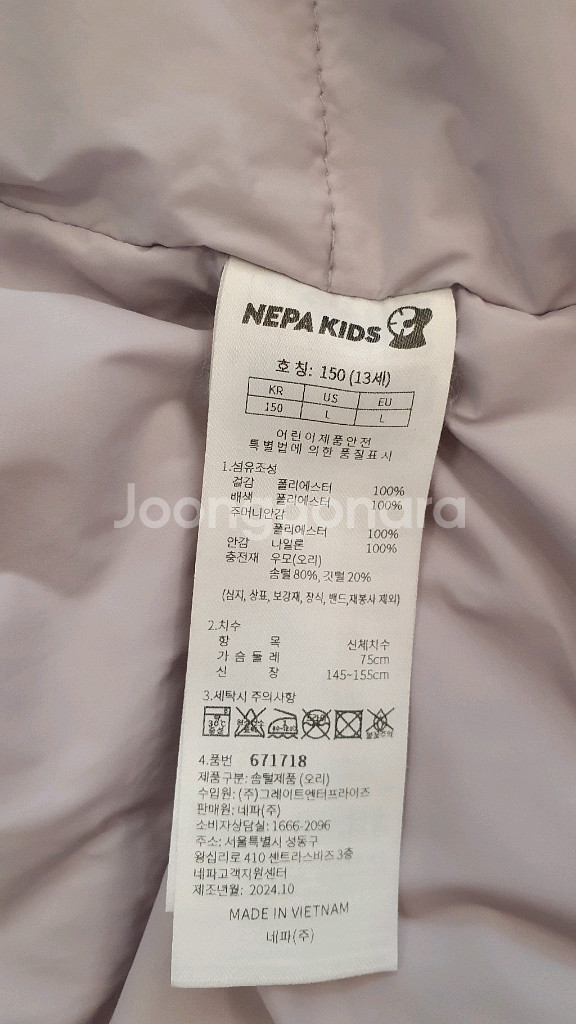 NEPA KIDS
호 칭: 150 (13세)
KR US EU
150 L L
어린이제품안전
특별법에 의한 품질표시
1.섬유조성
겉감 폴리에스터 100%
배색 폴리에스터 100%
주머니안감
폴리에스터 100%
안감 나일론 100%
충전재 우모(오리)
솜털 80%, 깃털 20%
(심지, 상표, 보강재, 장식, 밴드,재봉사 제외)
Joongonara
2.치수
항 목 신체치수
가 슴 둘 레 75cm
신 장 145~155cm
3.세탁시 주의사항
4.품번 671718
제품구분: 솜털제품 (오리)
수입원: (주)그레이트엔터프라이즈
판매원: 네파(주)
소비자상담실: 1666-2096
주소: 서울특별시 성동구
왕십리로 410 센트라스비즈 3층
네파고객지원센터
제조년월: 2024.10
MADE IN VIETNAM
네파(주)